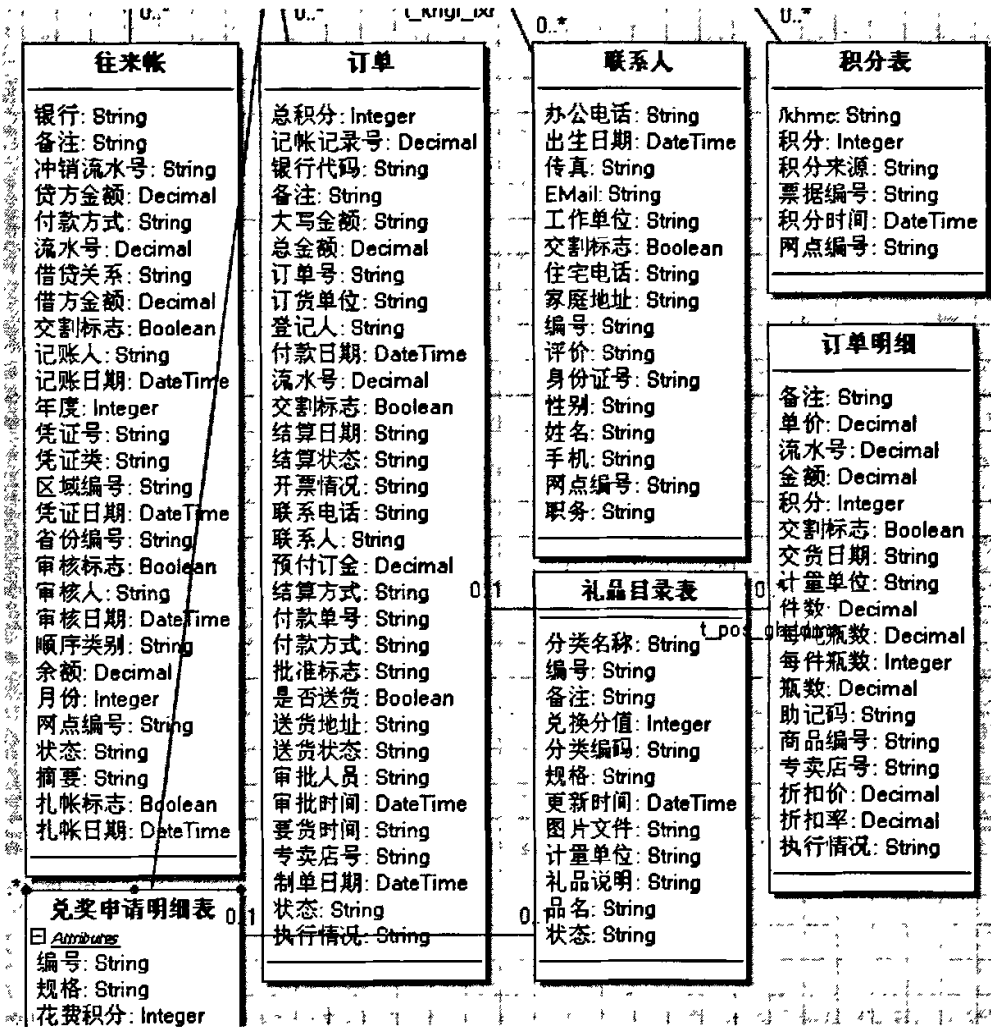 0..*
0..*
t_khgl_lxr
0..*
0..*
往来帐
银行: String
备注: String
冲销流水号: String
贷方金额: Decimal
付款方式: String
流水号: Decimal
借贷关系: String
借方金额: Decimal
交割标志: Boolean
记账人: String
记账日期: DateTime
年度: Integer
凭证号: String
凭证类: String
区域编号: String
凭证日期: DateTime
省份编号: String
审核标志: Boolean
审核人: String
审核日期: DateTime
顺序类别: String
余额: Decimal
月份: Integer
网点编号: String
状态: String
摘要: String
扎帐标志: Boolean
扎帐日期: DateTime
兑奖申请明细表
Attributes
编号: String
规格: String
花费积分: Integer
订单
总积分: Integer
记帐记录号: Decimal
银行代码: String
备注: String
大写金额: String
总金额: Decimal
订单号: String
订货单位: String
登记人: String
付款日期: DateTime
流水号: Decimal
交割标志: Boolean
结算日期: String
结算状态: String
开票情况: String
联系电话: String
联系人: String
预付订金: Decimal
结算方式: String
付款单号: String
付款方式: String
批准标志: String
是否送货: Boolean
送货地址: String
送货状态: String
审批人员: String
审批时间: DateTime
要货时间: String
专卖店号: String
制单日期: DateTime
状态: String
执行情况: String
0..1
0..1
联系人
办公电话: String
出生日期: DateTime
传真: String
EMail: String
工作单位: String
交割标志: Boolean
住宅电话: String
家庭地址: String
编号: String
评价: String
身份证号: String
性别: String
姓名: String
手机: String
网点编号: String
职务: String
礼品目录表
分类名称: String
编号: String
备注: String
兑换分值: Integer
分类编码: String
规格: String
更新时间: DateTime
图片文件: String
计量单位: String
礼品说明: String
品名: String
状态: String
0..1
积分表
/khmc: String
积分: Integer
积分来源: String
票据编号: String
积分时间: DateTime
网点编号: String
订单明细
备注: String
单价: Decimal
流水号: Decimal
金额: Decimal
积分: Integer
交割标志: Boolean
交货日期: String
计量单位: String
件数: Decimal
每吨瓶数: Decimal
每件瓶数: Integer
瓶数: Decimal
助记码: String
商品编号: String
专卖店号: String
折扣价: Decimal
折扣率: Decimal
执行情况: String